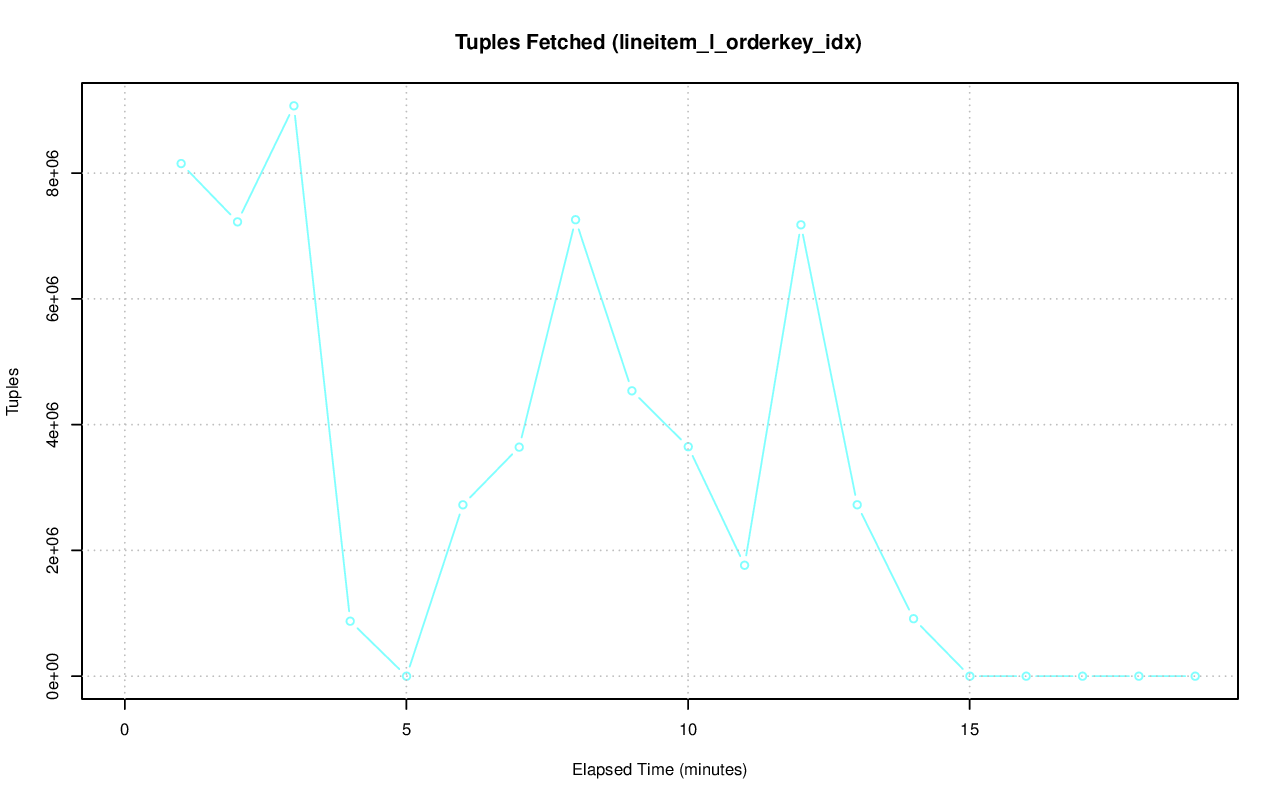 Tuples Fetched (lineitem_l_orderkey_idx)
Tuples
8e+06
6e+06
4e+06
2e+06
0e+00
0 5 10 15
Elapsed Time (minutes)